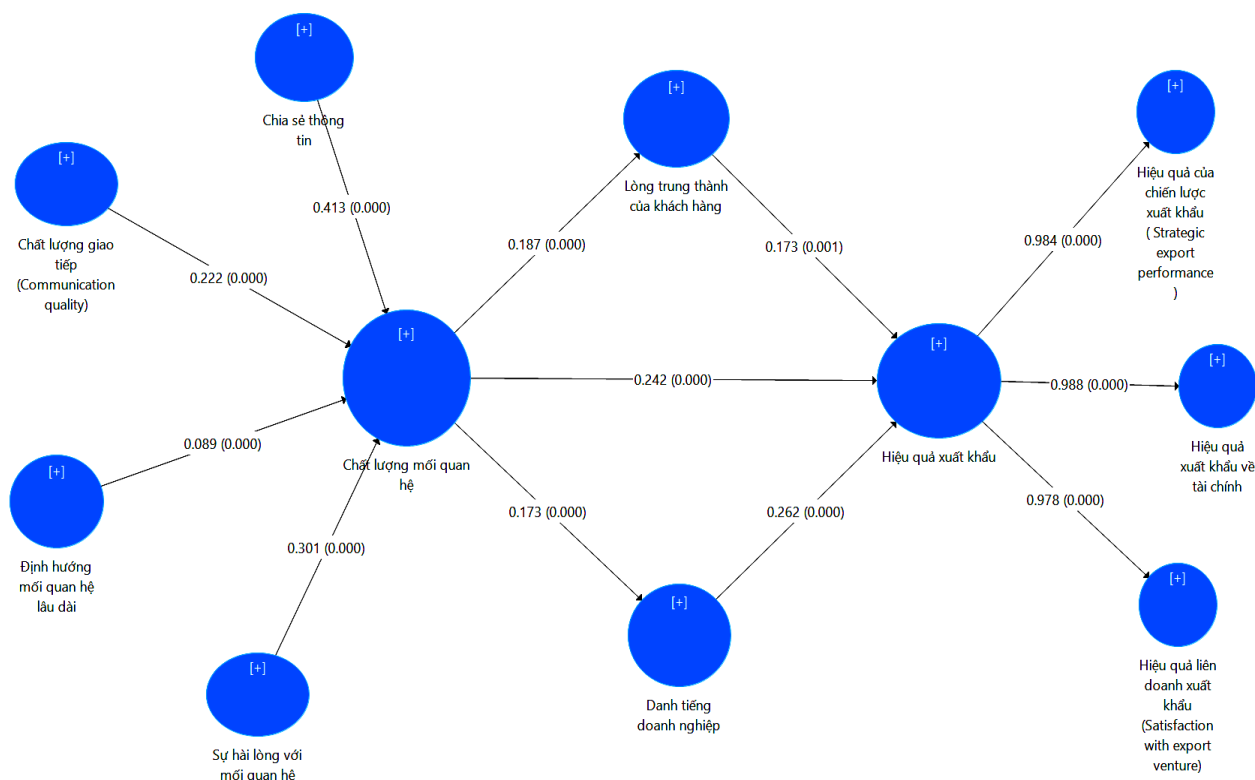 [+]
Chia sẻ thông
tin
[+]
Chất lượng giao
tiếp
(Communication
quality)
[+]
Định hướng
mối quan hệ
lâu dài
[+]
Sự hài lòng với
mối quan hệ
0.413 (0.000)
0.222 (0.000)
0.089 (0.000)
0.301 (0.000)
[+]
Chất lượng mối quan
hệ
0.187 (0.000)
0.242 (0.000)
0.173 (0.000)
[+]
Lòng trung thành
của khách hàng
[+]
Danh tiếng
doanh nghiệp
0.173 (0.001)
0.262 (0.000)
[+]
Hiệu quả xuất khẩu
0.984 (0.000)
0.988 (0.000)
0.978 (0.000)
[+]
Hiệu quả của
chiến lược
xuất khẩu
( Strategic
export
performance
)
[+]
Hiệu quả
xuất khẩu về
tài chính
[+]
Hiệu quả liên
doanh xuất
khẩu
(Satisfaction
with export
venture)